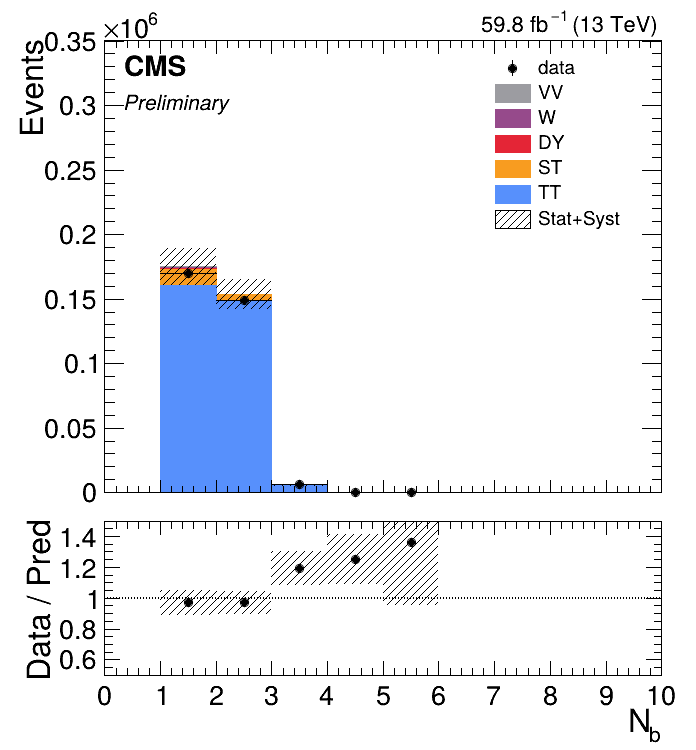 ×10⁶
59.8 fb⁻¹ (13 TeV)
Events
0.35
0.3
0.25
0.2
0.15
0.1
0.05
0
CMS
Preliminary
data
VV
W
DY
ST
TT
Stat+Syst
Data / Pred
1.4
1.2
1
0.8
0.6
0 1 2 3 4 5 6 7 8 9 10
N_b